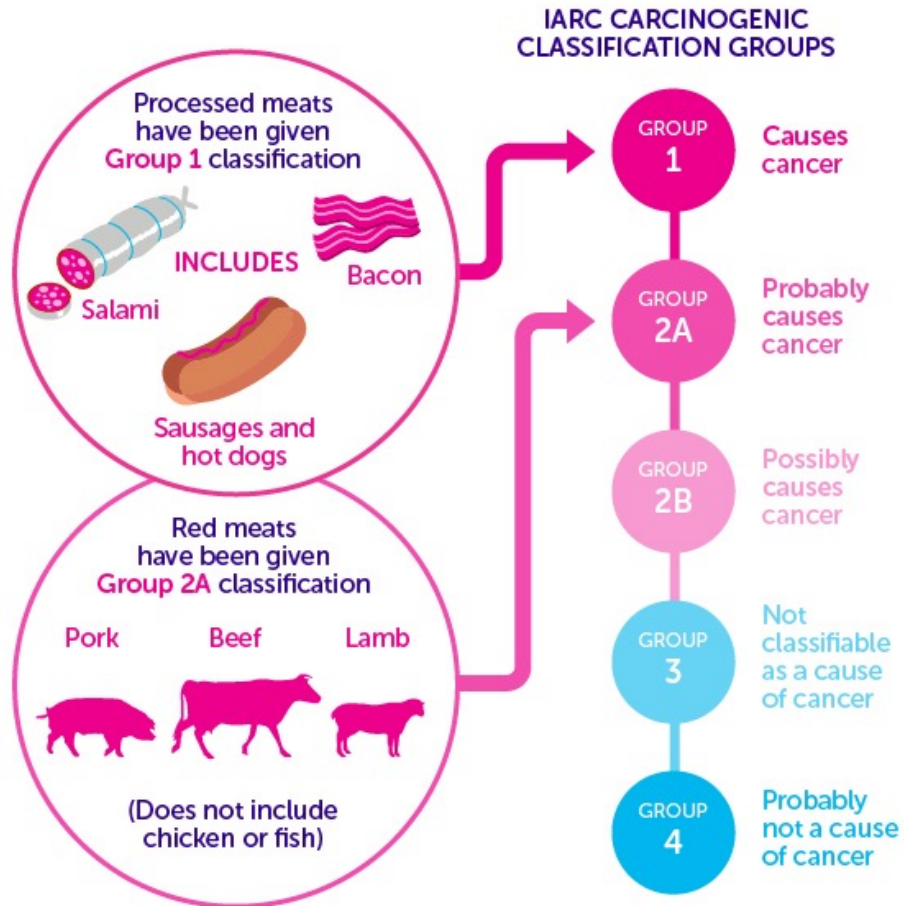 IARC CARCINOGENIC
CLASSIFICATION GROUPS
Processed meats
have been given
Group 1 classification
INCLUDES
Salami
Bacon
Sausages and
hot dogs
Red meats
have been given
Group 2A classification
Pork
Beef
Lamb
(Does not include
chicken or fish)
GROUP
1
Causes
cancer
GROUP
2A
Probably
causes
cancer
GROUP
2B
Possibly
causes
cancer
GROUP
3
Not
classifiable
as a cause
of cancer
GROUP
4
Probably
not a cause
of cancer